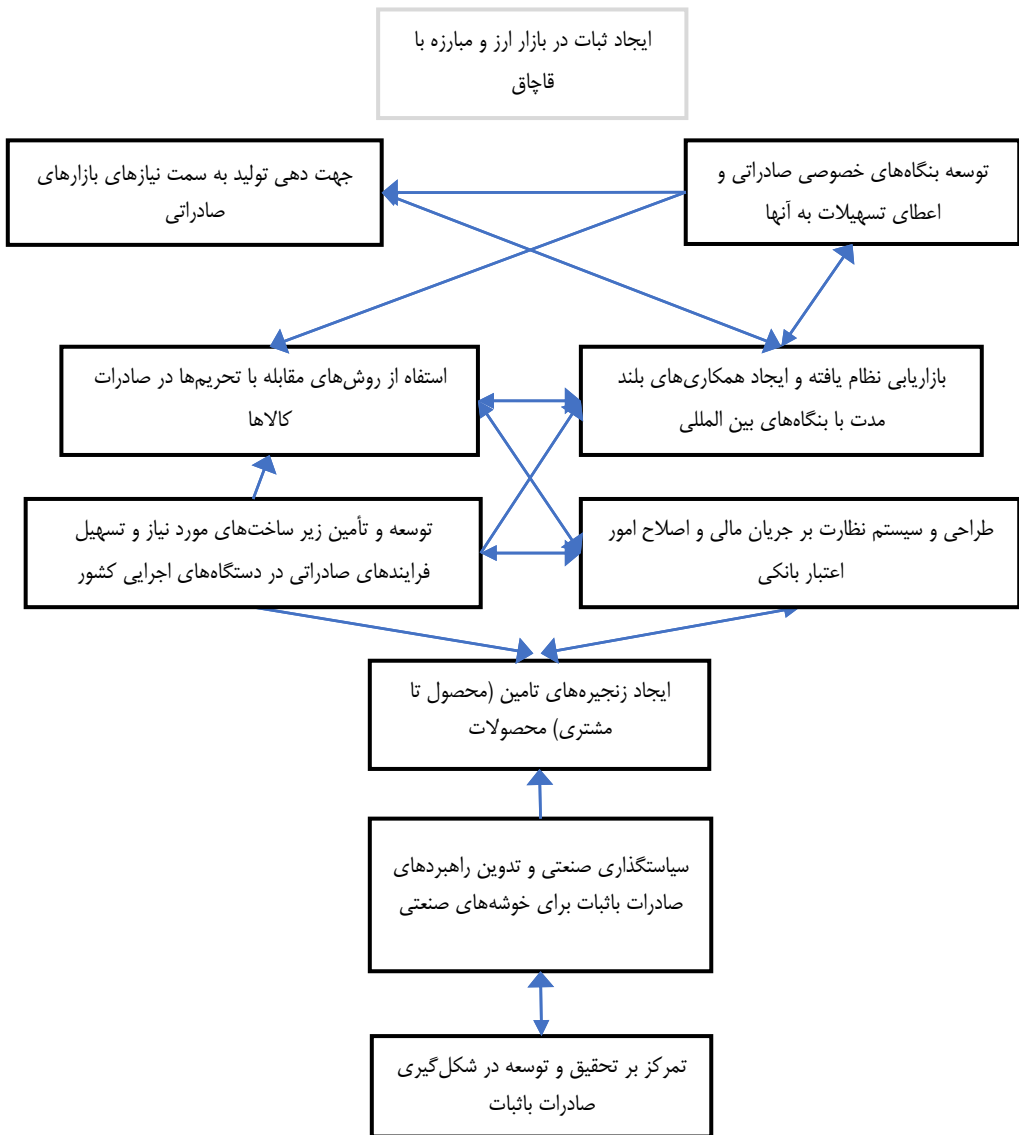 ایجاد ثبات در بازار ارز و مبارزه با
قاچاق
توسعه بنگاه‌های خصوصی صادراتی و
اعطای تسهیلات به آنها
جهت دهی تولید به سمت نیازهای بازارهای
صادراتی
بازاریابی نظام یافته و ایجاد همکاری‌های بلند
مدت با بنگاه‌های بین المللی
استفاه از روش‌های مقابله با تحریم‌ها در صادرات
کالاها
طراحی و سیستم نظارت بر جریان مالی و اصلاح امور
اعتبار بانکی
توسعه و تأمین زیر ساخت‌های مورد نیاز و تسهیل
فرایندهای صادراتی در دستگاه‌های اجرایی کشور
ایجاد زنجیره‌های تامین (محصول تا
مشتری) محصولات
سیاستگذاری صنعتی و تدوین راهبردهای
صادرات باثبات برای خوشه‌های صنعتی
تمرکز بر تحقیق و توسعه در شکل‌گیری
صادرات باثبات